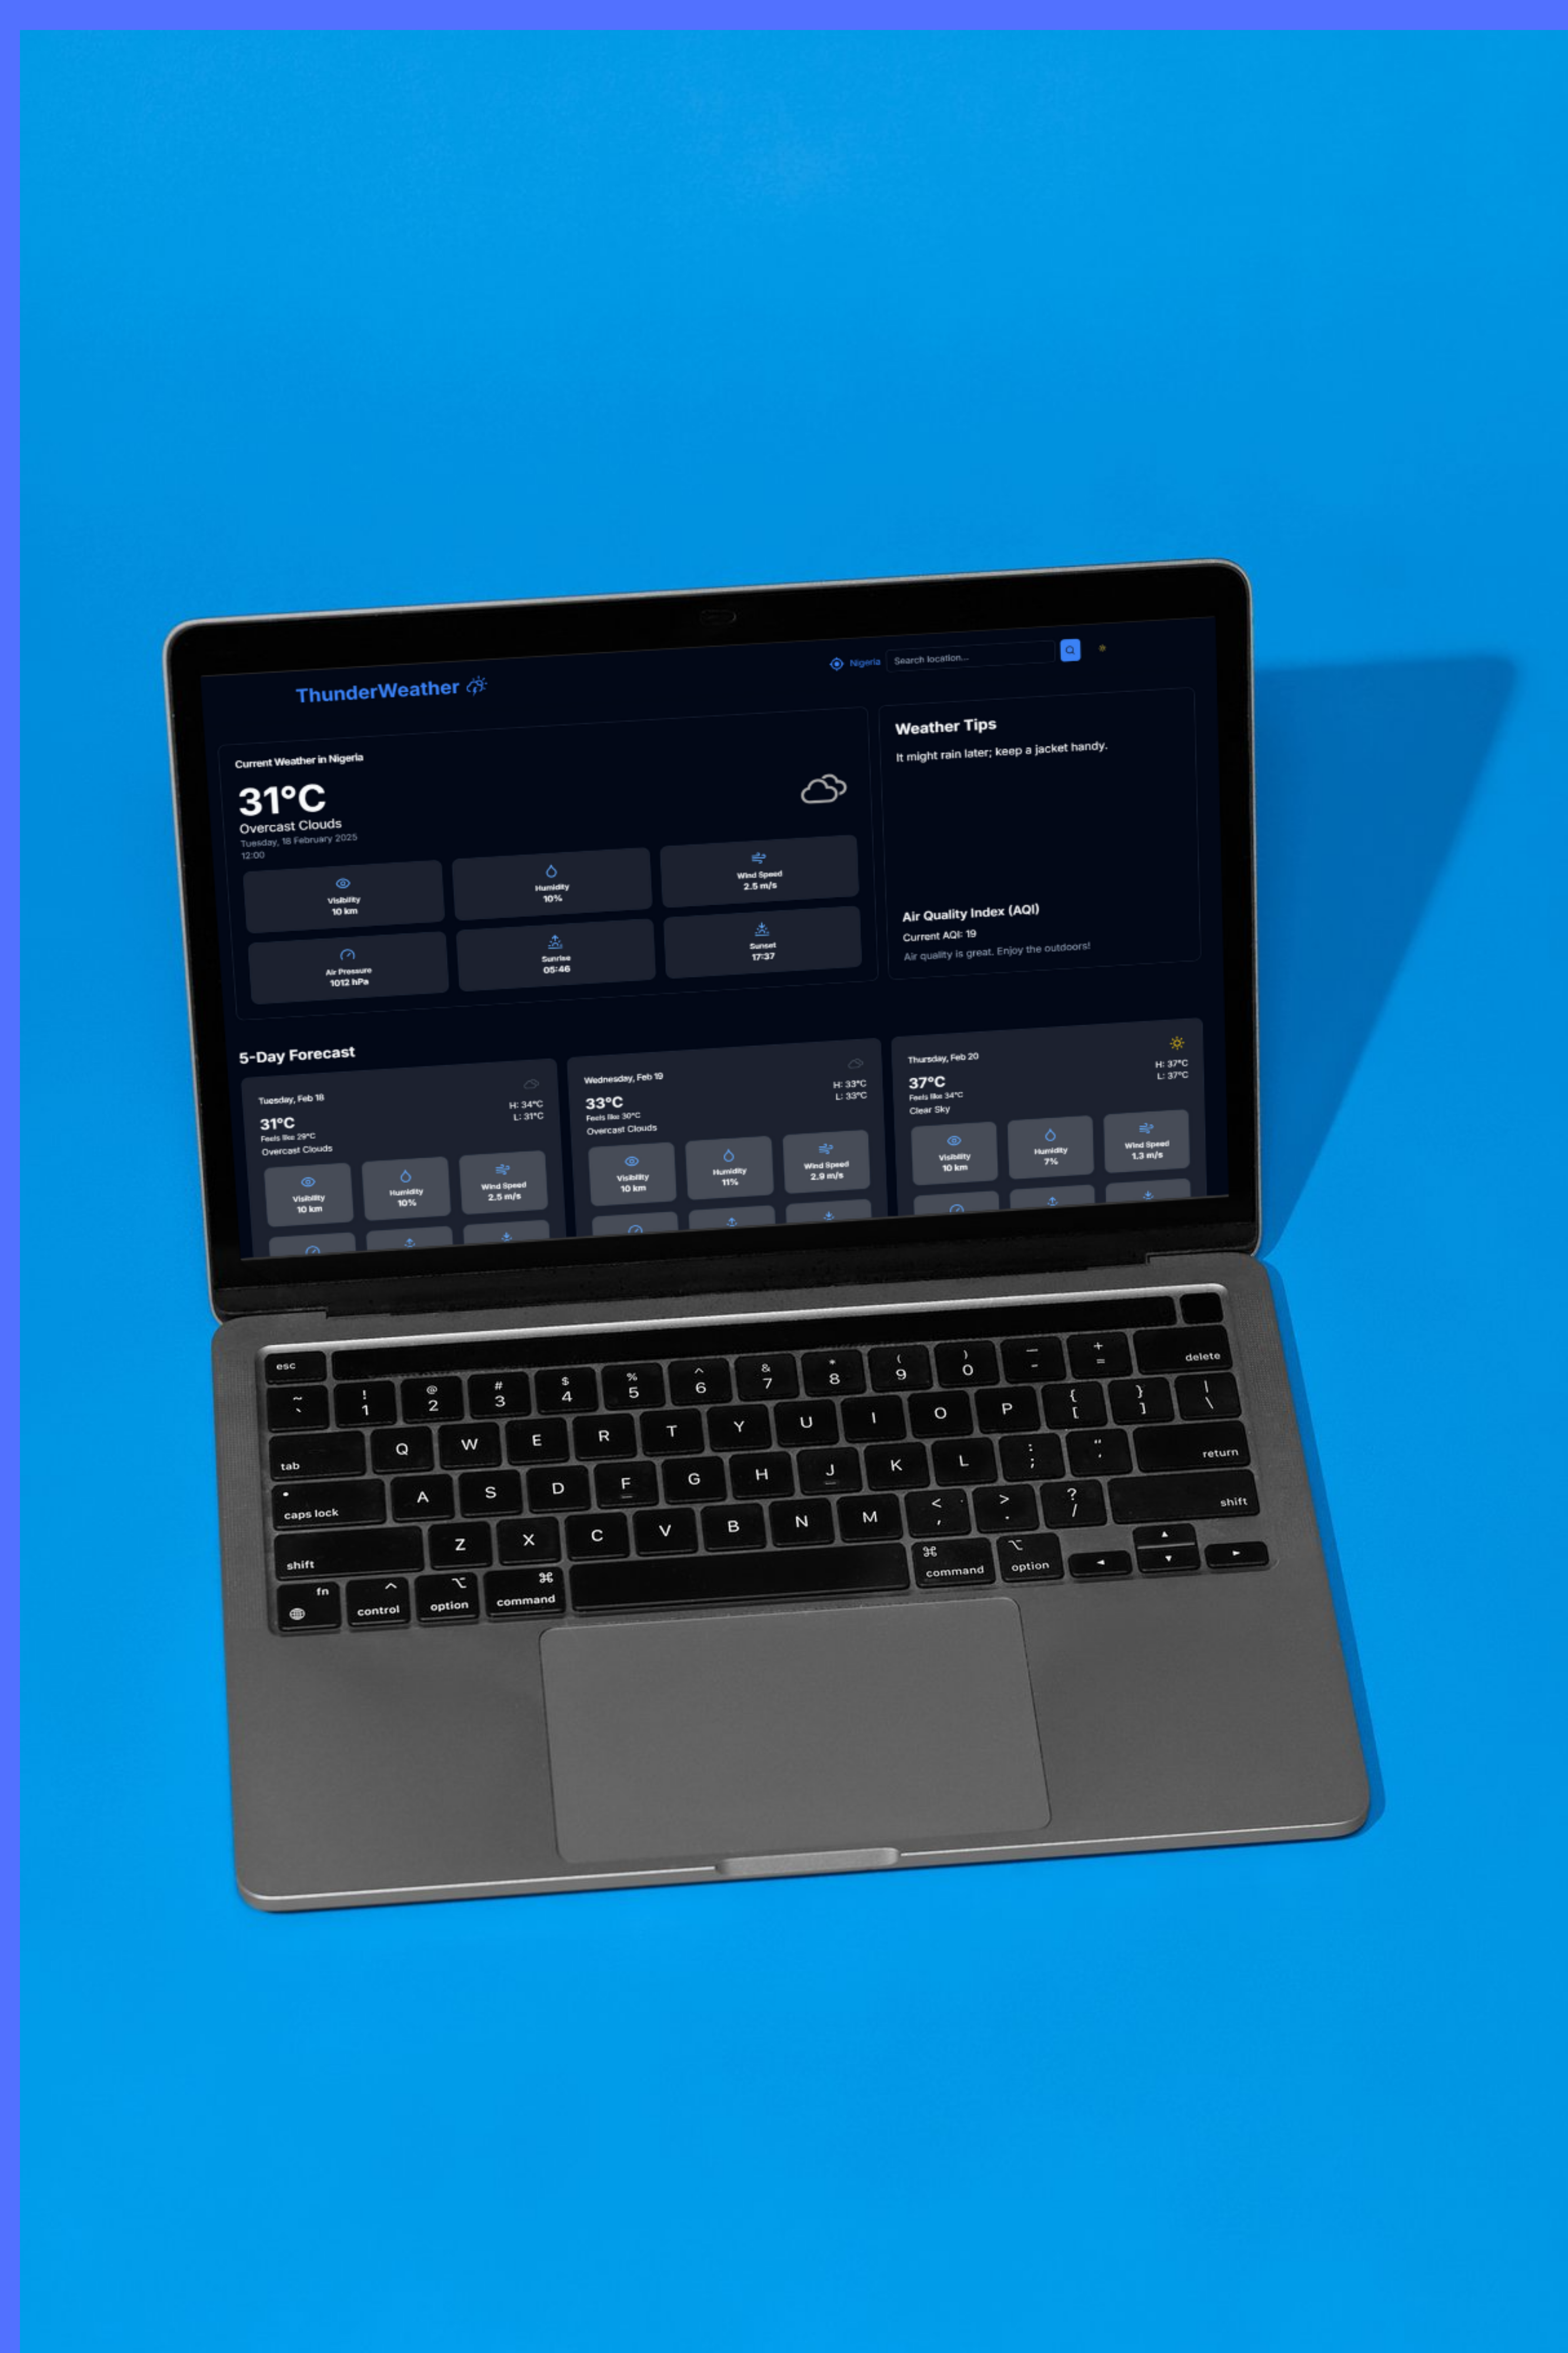 ThunderWeather
Nigeria
Search location...
Current Weather in Nigeria
31°C
Overcast Clouds
Tuesday, 18 February 2025
12:00
Visibility
10 km
Humidity
10%
Wind Speed
2.5 m/s
Air Pressure
1012 hPa
Sunrise
05:46
Sunset
17:37
Weather Tips
It might rain later; keep a jacket handy.
Air Quality Index (AQI)
Current AQI: 19
Air quality is great. Enjoy the outdoors!
5-Day Forecast
Tuesday, Feb 18
31°C
Feels like 29°C
Overcast Clouds
H: 34°C
L: 31°C
Visibility
10 km
Humidity
10%
Wind Speed
2.5 m/s
Wednesday, Feb 19
33°C
Feels like 30°C
Overcast Clouds
H: 33°C
L: 33°C
Visibility
10 km
Humidity
11%
Wind Speed
2.9 m/s
Thursday, Feb 20
37°C
Feels like 34°C
Clear Sky
H: 37°C
L: 37°C
Visibility
10 km
Humidity
7%
Wind Speed
1.3 m/s
esc
~ ! @ # $ % ^ & * ( ) — +
` 1 2 3 4 5 6 7 8 9 0 - = delete
tab Q W E R T Y U I O P { [ } ] | \
caps lock A S D F G H J K L : ; “ ‘ return
shift Z X C V B N M < , > . ? / shift
fn ^ control ⌥ option ⌘ command ⌘ command ⌥ option ◄ ▲ ▼ ►